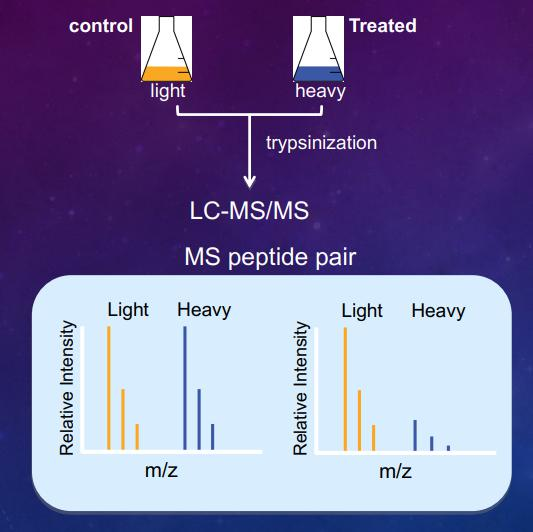 control
Treated
light
heavy
trypsinization
LC-MS/MS
MS peptide pair
Light Heavy
Relative Intensity
m/z
Light Heavy
Relative Intensity
m/z